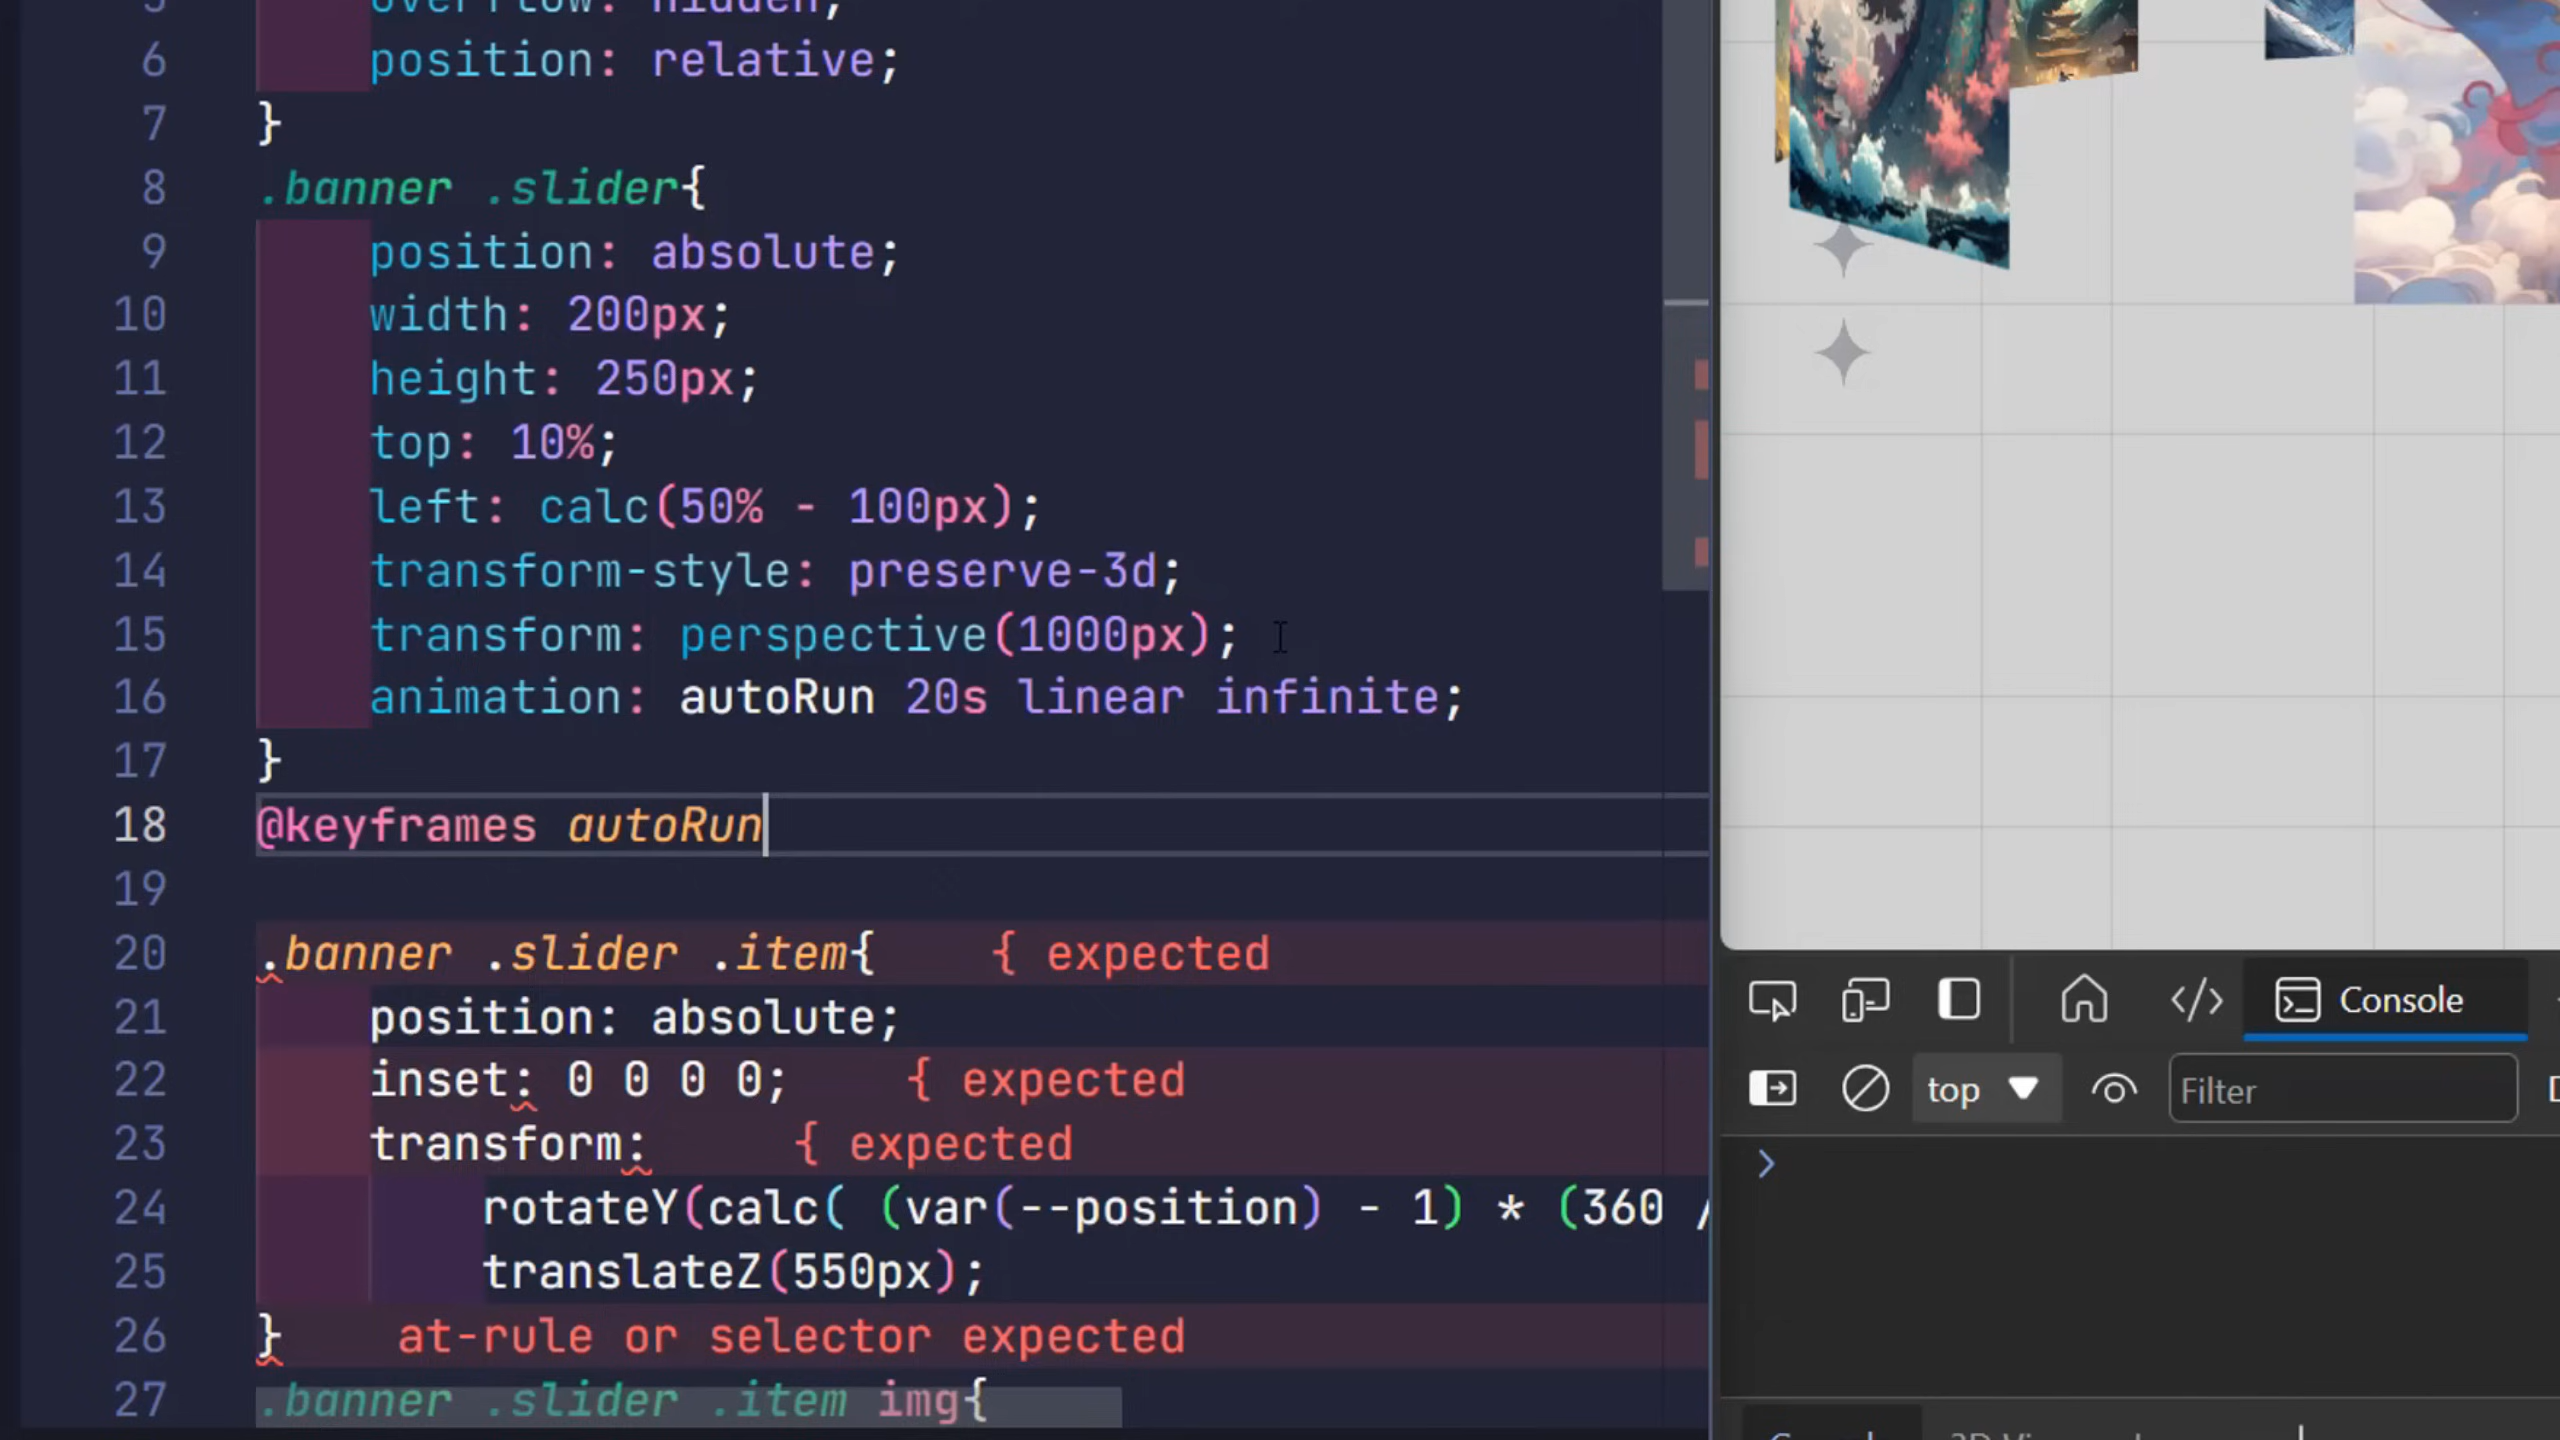 overflow: hidden;
6 position: relative;
7 }
8 .banner .slider{
9 position: absolute;
10 width: 200px;
11 height: 250px;
12 top: 10%;
13 left: calc(50% - 100px);
14 transform-style: preserve-3d;
15 transform: perspective(1000px);
16 animation: autoRun 20s linear infinite;
17 }
18 @keyframes autoRun
19
20 .banner .slider .item{ { expected
21 position: absolute;
22 inset: 0 0 0 0; { expected
23 transform: { expected
24 rotateY(calc( (var(--position) - 1) * (360 /
25 translateZ(550px);
26 } at-rule or selector expected
27 .banner .slider .item img{
Console
top
Filter